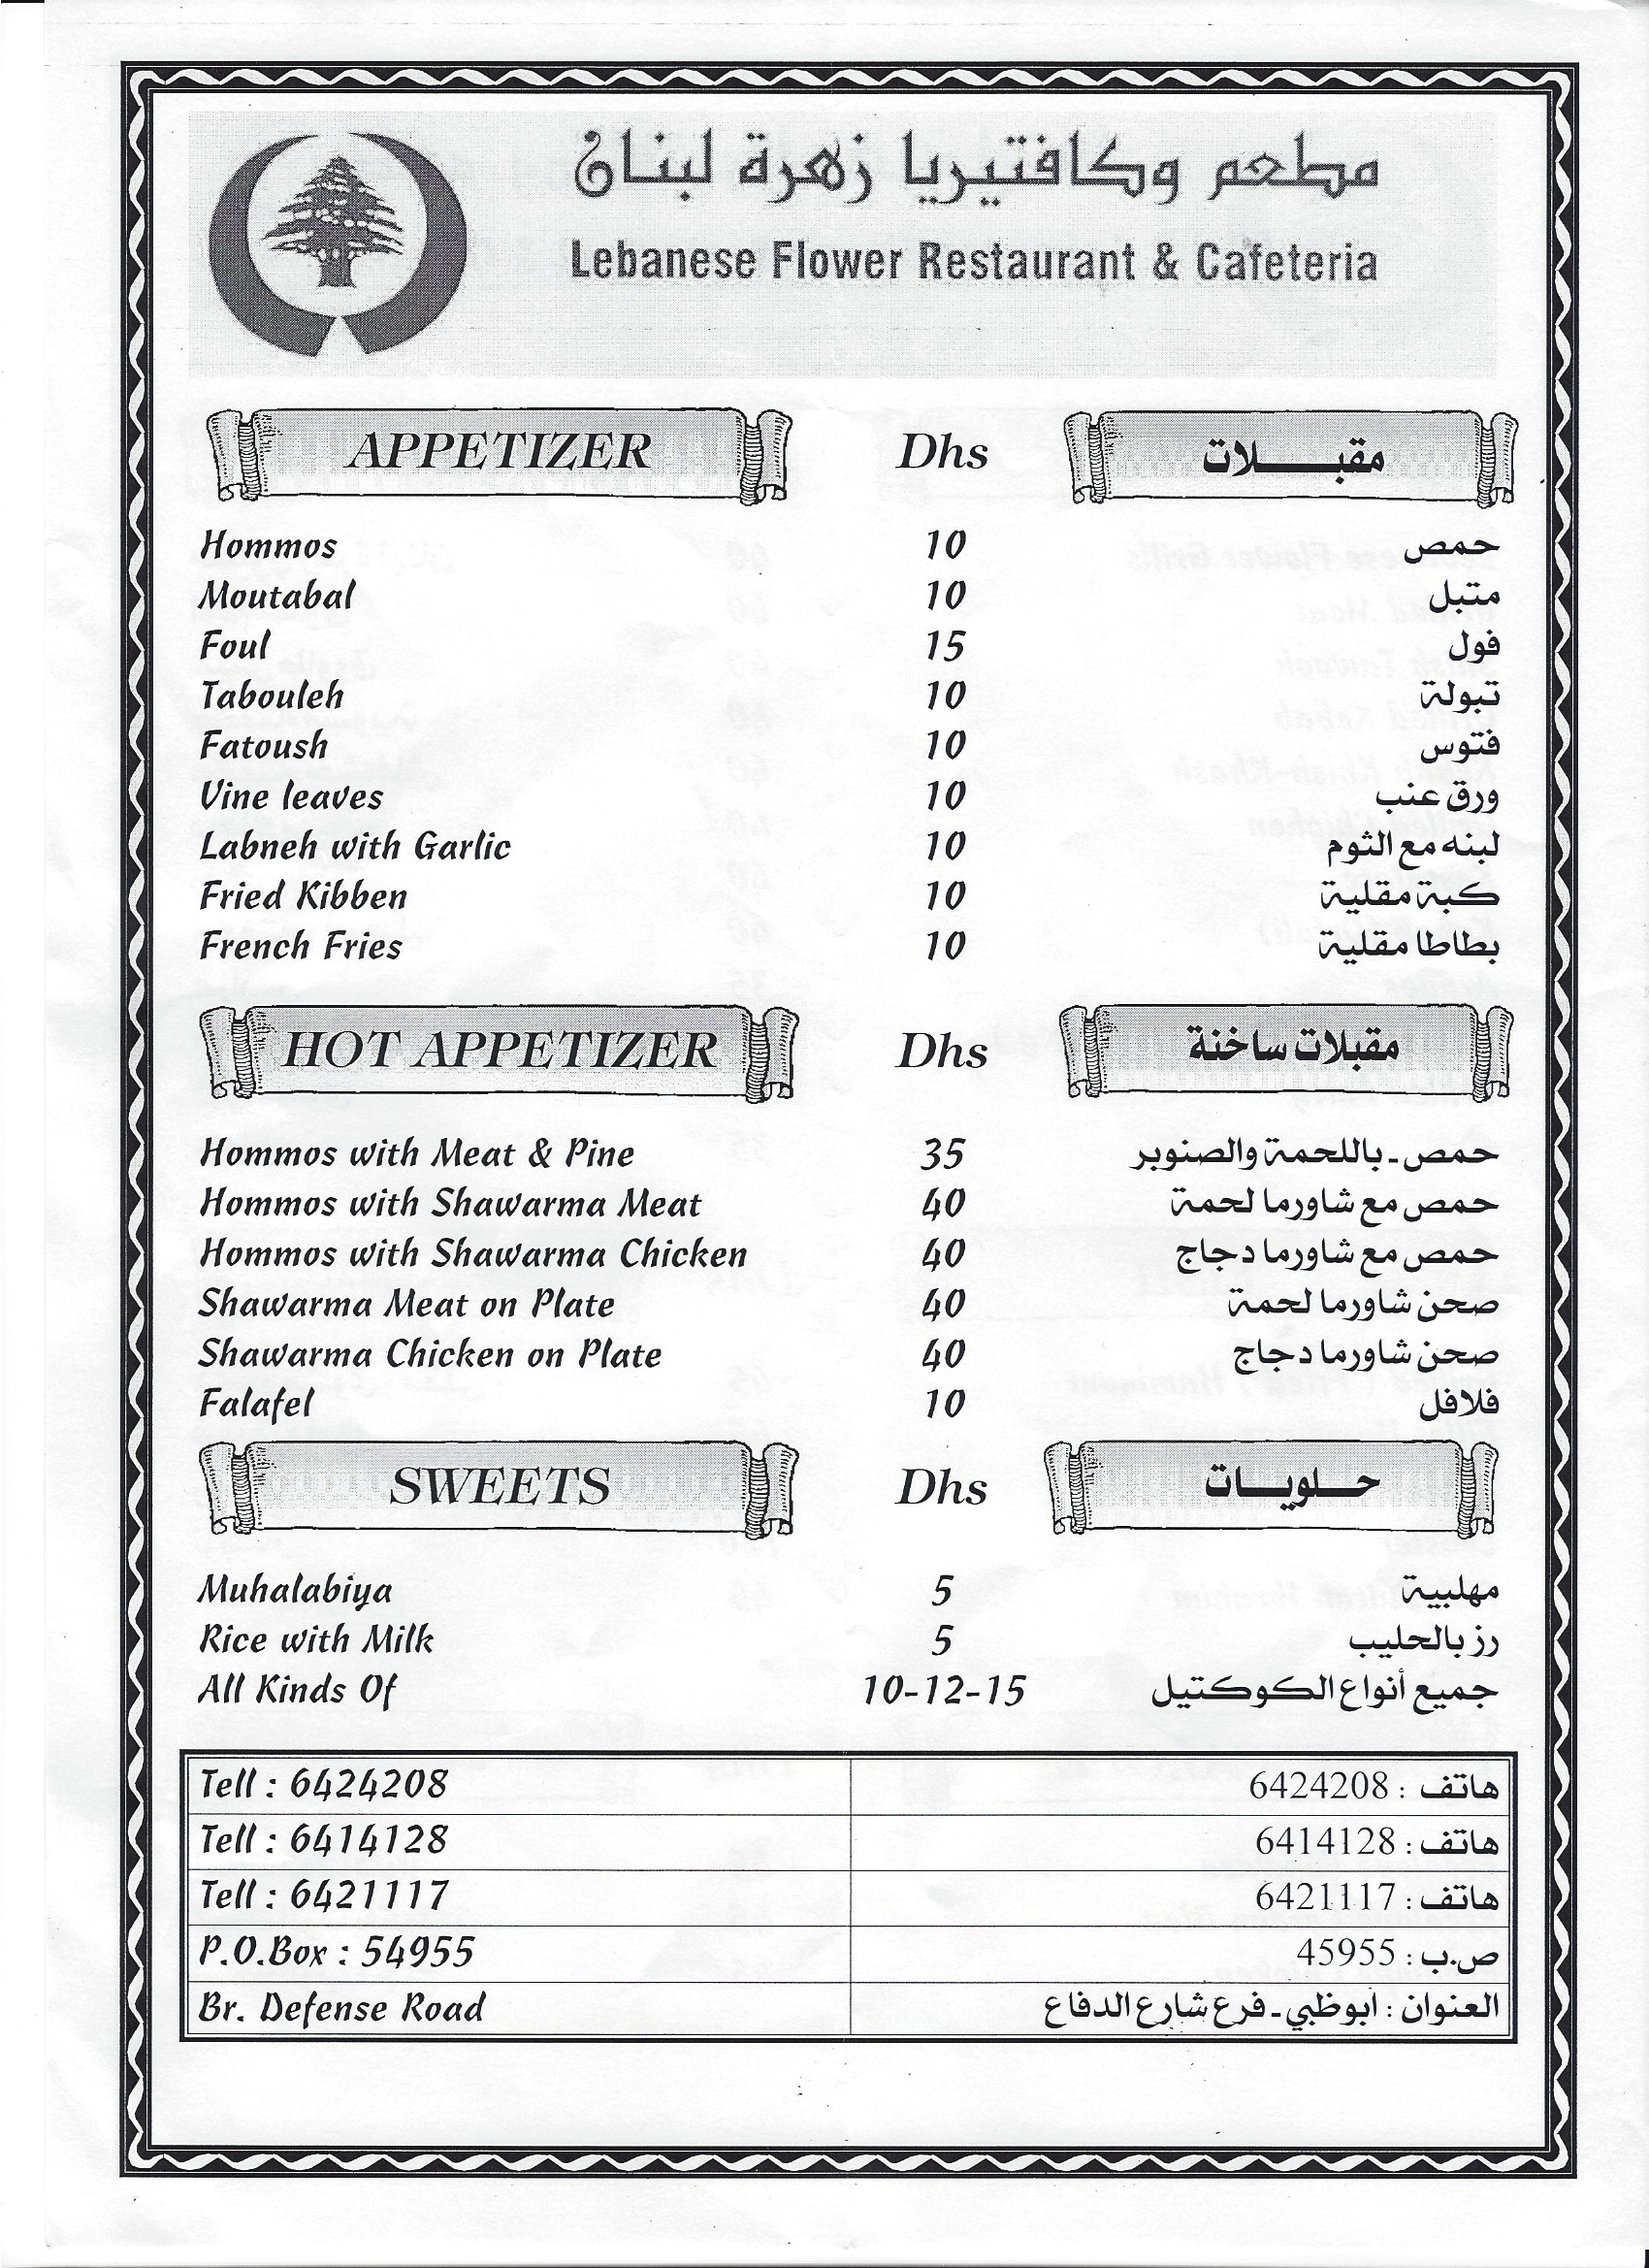 مطعم وكافتيريا زهرة لبنان
Lebanese Flower Restaurant & Cafeteria
APPETIZER Dhs مقبـــــلات
Hommos 10 حمص
Moutabal 10 متبل
Foul 15 فول
Tabouleh 10 تبولة
Fatoush 10 فتوس
Vine leaves 10 ورق عنب
Labneh with Garlic 10 لبنه مع الثوم
Fried Kibben 10 كبة مقلية
French Fries 10 بطاطا مقلية
HOT APPETIZER Dhs مقبلات ساخنة
Hommos with Meat & Pine 35 حمص - باللحمة والصنوبر
Hommos with Shawarma Meat 40 حمص مع شاورما لحمة
Hommos with Shawarma Chicken 40 حمص مع شاورما دجاج
Shawarma Meat on Plate 40 صحن شاورما لحمة
Shawarma Chicken on Plate 40 صحن شاورما دجاج
Falafel 10 فلافل
SWEETS Dhs حـــلويـــات
Muhalabiya 5 مهلبية
Rice with Milk 5 رز بالحليب
All Kinds Of 10-12-15 جميع أنواع الكوكتيل
Tell : 6424208 هاتف : 6424208
Tell : 6414128 هاتف : 6414128
Tell : 6421117 هاتف : 6421117
P.O.Box : 54955 ص.ب : 45955
Br. Defense Road العنوان : ابوظبي - فرع شارع الدفاع